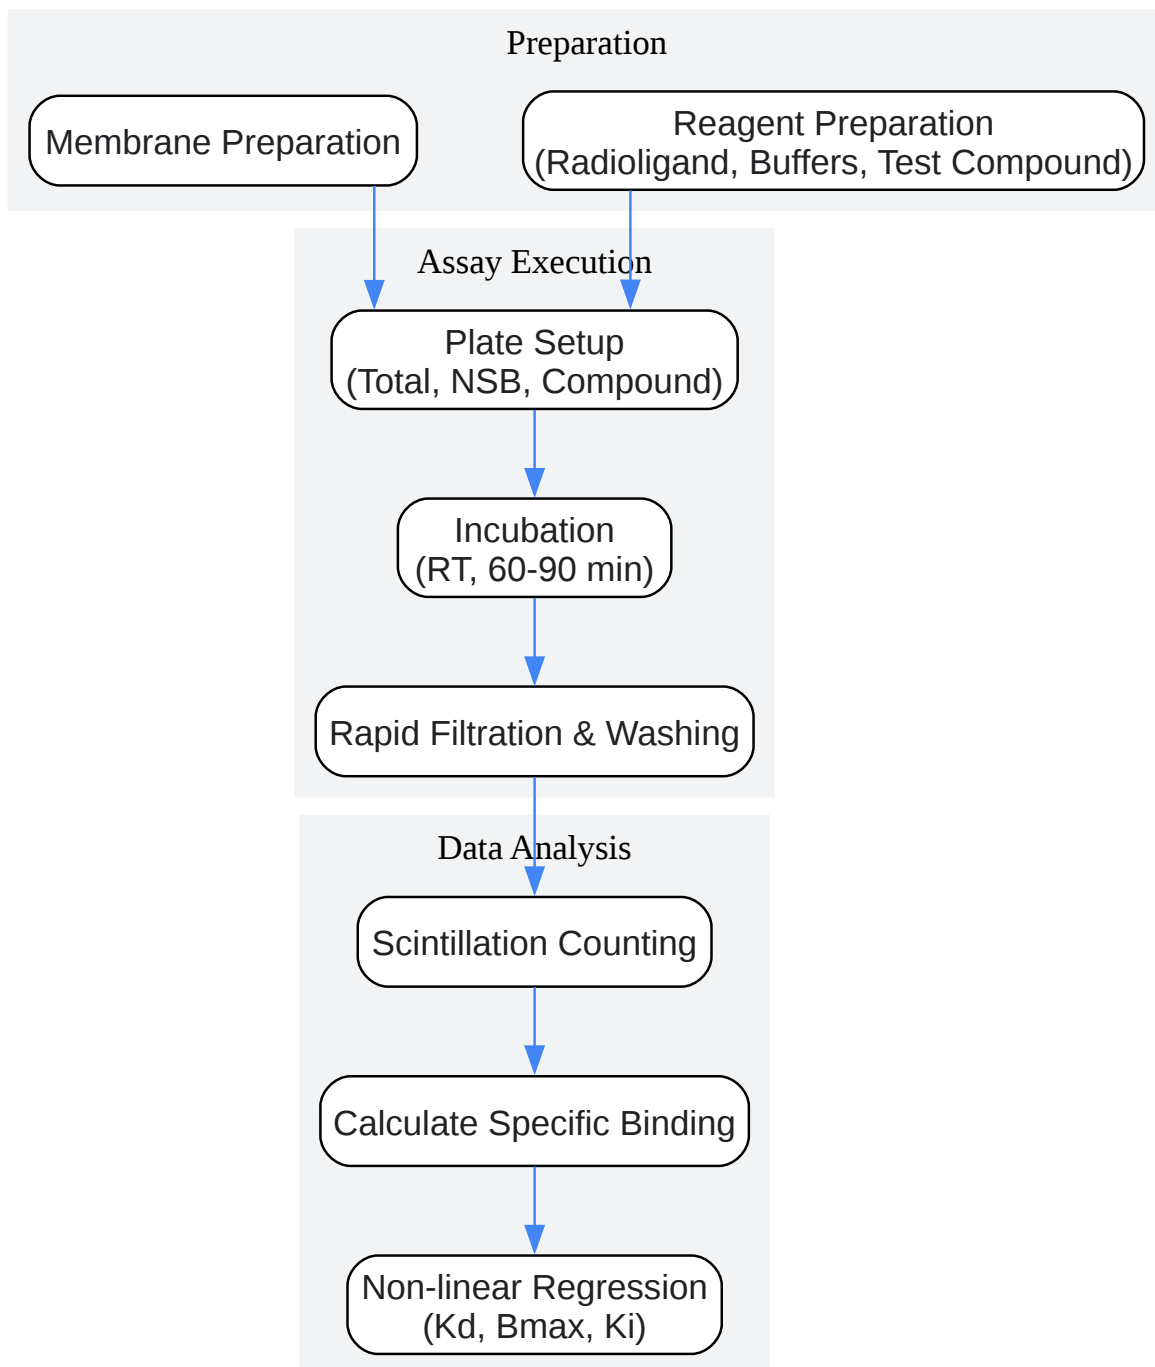 Preparation
Membrane Preparation
Reagent Preparation
(Radioligand, Buffers, Test Compound)
Assay Execution
Plate Setup
(Total, NSB, Compound)
Incubation
(RT, 60-90 min)
Rapid Filtration & Washing
Data Analysis
Scintillation Counting
Calculate Specific Binding
Non-linear Regression
(Kd, Bmax, Ki)